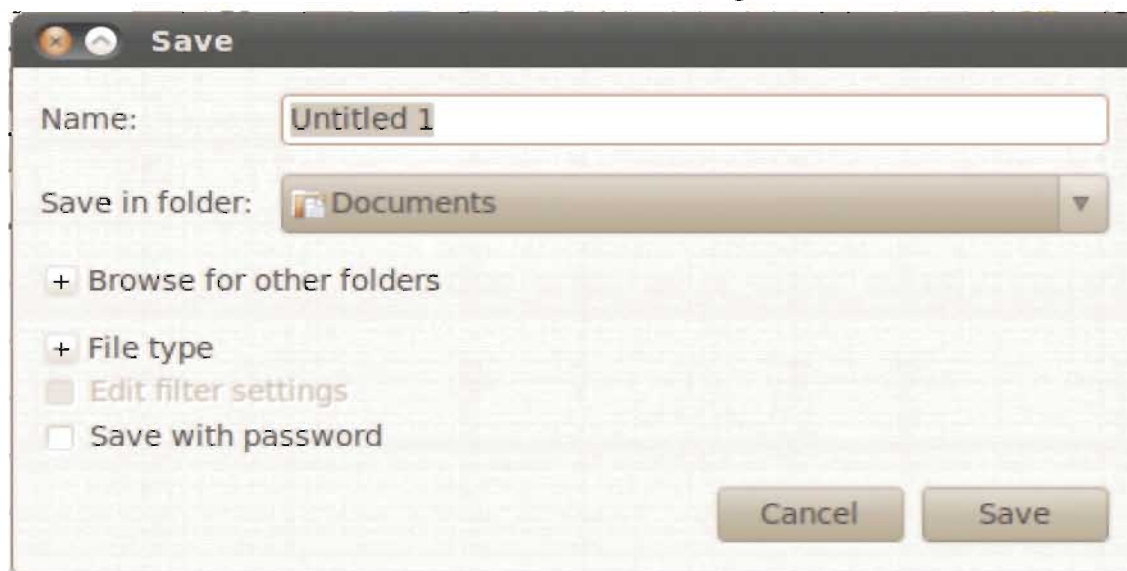 Save
Name: Untitled 1
Save in folder: Documents
+ Browse for other folders
+ File type
Edit filter settings
Save with password
Cancel Save